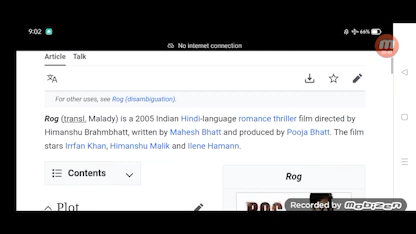 9:02
66%
No internet connection
Article Talk
For other uses, see Rog (disambiguation).
Rog (transl. Malady) is a 2005 Indian Hindi-language romance thriller film directed by
Himanshu Brahmbhatt, written by Mahesh Bhatt and produced by Pooja Bhatt. The film
stars Irrfan Khan, Himanshu Malik and Ilene Hamann.
Contents
Rog
Plot
ROG
Recorded by Mobizen